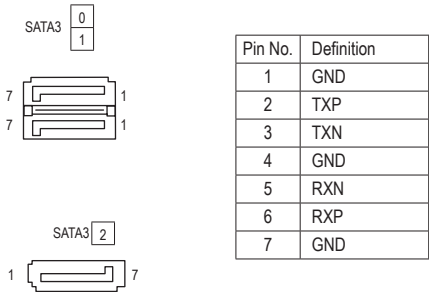 SATA3 0
1
7 1
7 1
SATA3 2
1 7
Pin No. Definition
1 GND
2 TXP
3 TXN
4 GND
5 RXN
6 RXP
7 GND